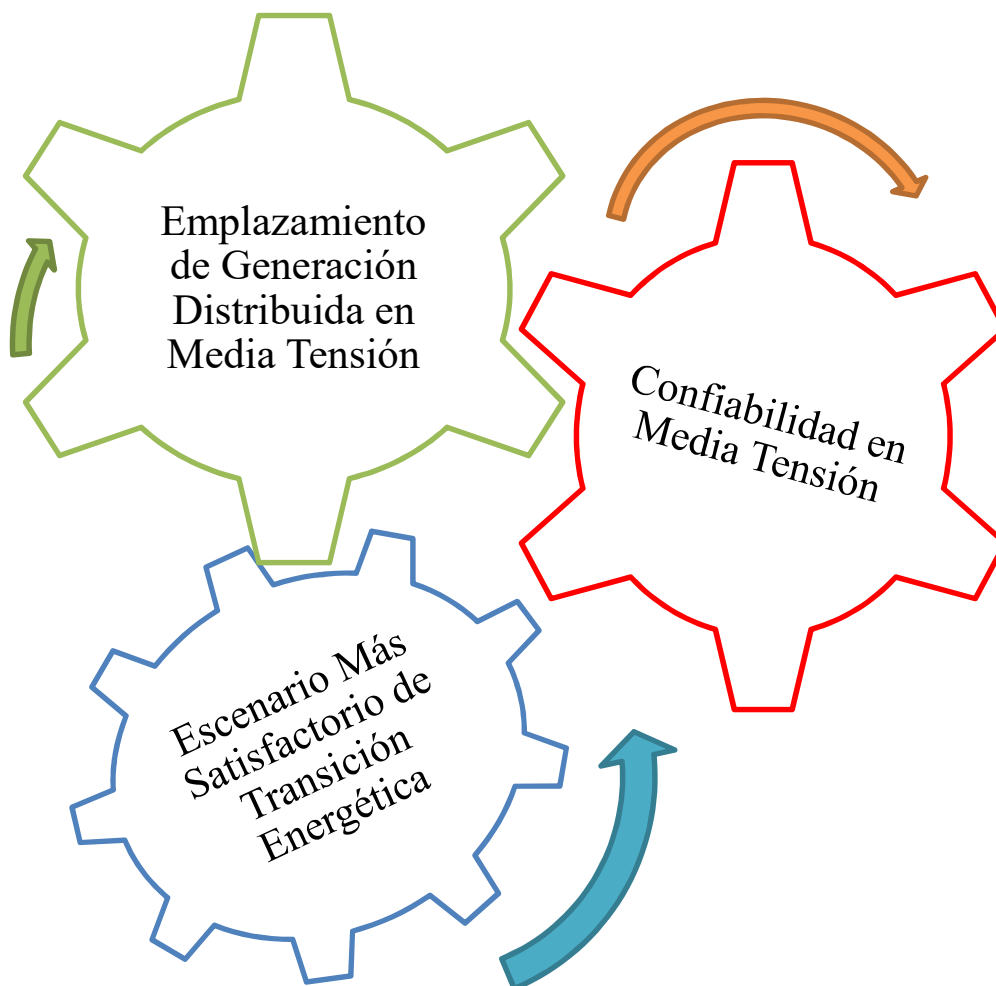 Emplazamiento
de Generación
Distribuida en
Media Tensión
Confiabilidad en
Media Tensión
Escenario Más
Satisfactorio de
Transición
Energética